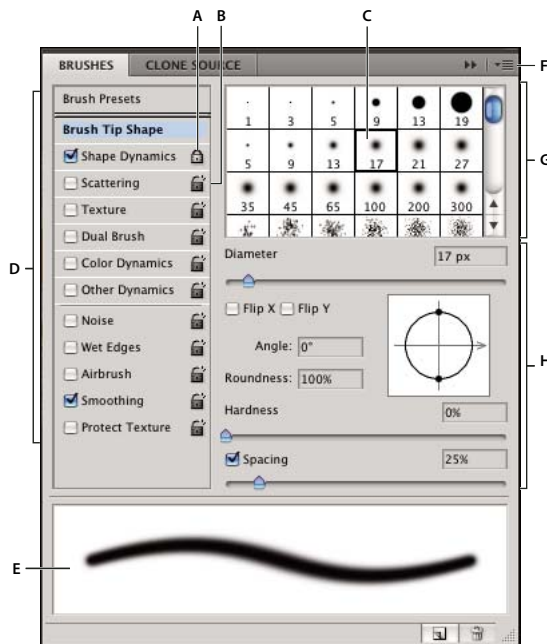 A B C
BRUSHES CLONE SOURCE F
Brush Presets
Brush Tip Shape
Shape Dynamics
Scattering
Texture
Dual Brush
Color Dynamics
Other Dynamics
Noise
Wet Edges
Airbrush
Smoothing
Protect Texture
D
1 3 5 9 13 19
5 9 13 17 21 27
35 45 65 100 200 300
G
Diameter 17 px
Flip X Flip Y
Angle: 0°
Roundness: 100%
Hardness 0%
Spacing 25%
H
E